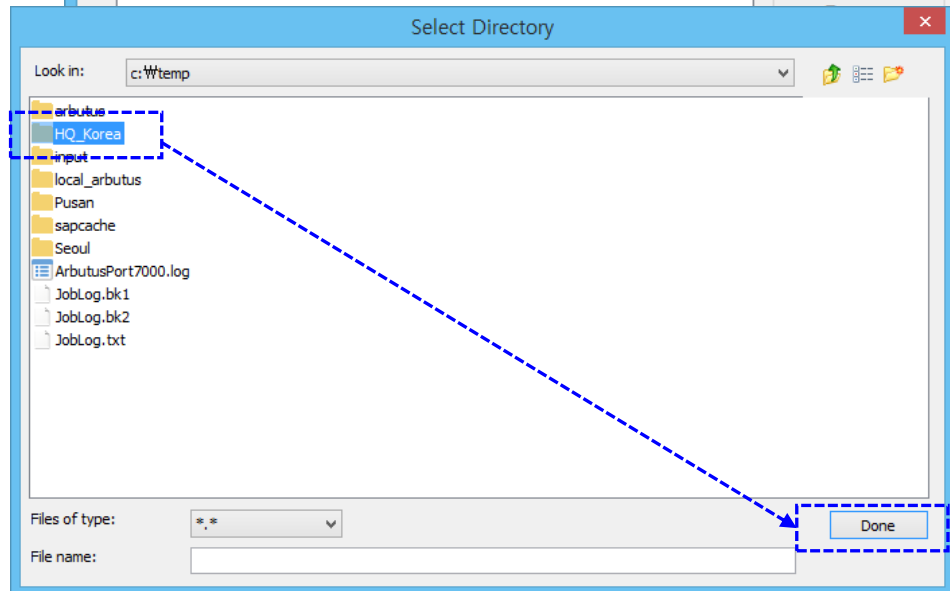 Select Directory
Look in:
c:₩temp
arbutus
HQ_Korea
input
local_arbutus
Pusan
sapcache
Seoul
ArbutusPort7000.log
JobLog.bk1
JobLog.bk2
JobLog.txt
Files of type:
*.*
Done
File name: